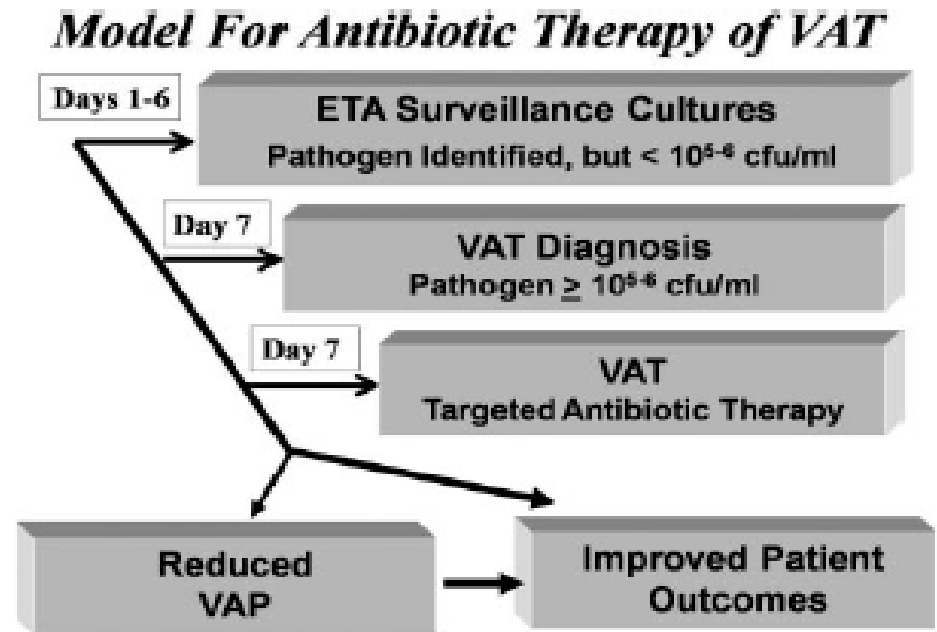 Model For Antibiotic Therapy of VAT
Days 1-6
ETA Surveillance Cultures
Pathogen Identified, but < 10⁵⁻⁶ cfu/ml
Day 7
VAT Diagnosis
Pathogen ≥ 10⁵⁻⁶ cfu/ml
Day 7
VAT
Targeted Antibiotic Therapy
Reduced
VAP
Improved Patient
Outcomes